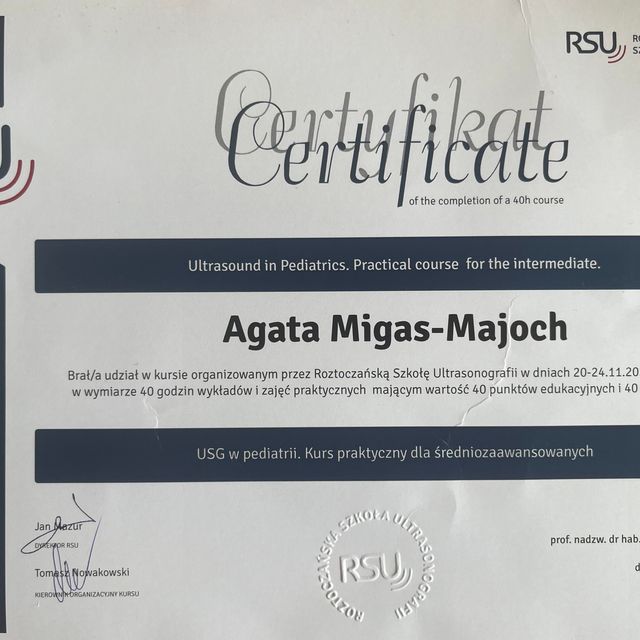 RSU
Certyfikat
Certificate
of the completion of a 40h course
Ultrasound in Pediatrics. Practical course for the intermediate.
Agata Migas-Majoch
Brał/a udział w kursie organizowanym przez Roztoczańską Szkołę Ultrasonografii w dniach 20-24.11.20
w wymiarze 40 godzin wykładów i zajęć praktycznych mającym wartość 40 punktów edukacyjnych i 40
USG w pediatrii. Kurs praktyczny dla średniozaawansowanych
Jan Mazur
DYREKTOR RSU
Tomasz Nowakowski
KIEROWNIK ORGANIZACYJNY KURSU
ROZTOCZAŃSKA SZKOŁA ULTRASONOGRAFII
RSU
prof. nadzw. dr hab.